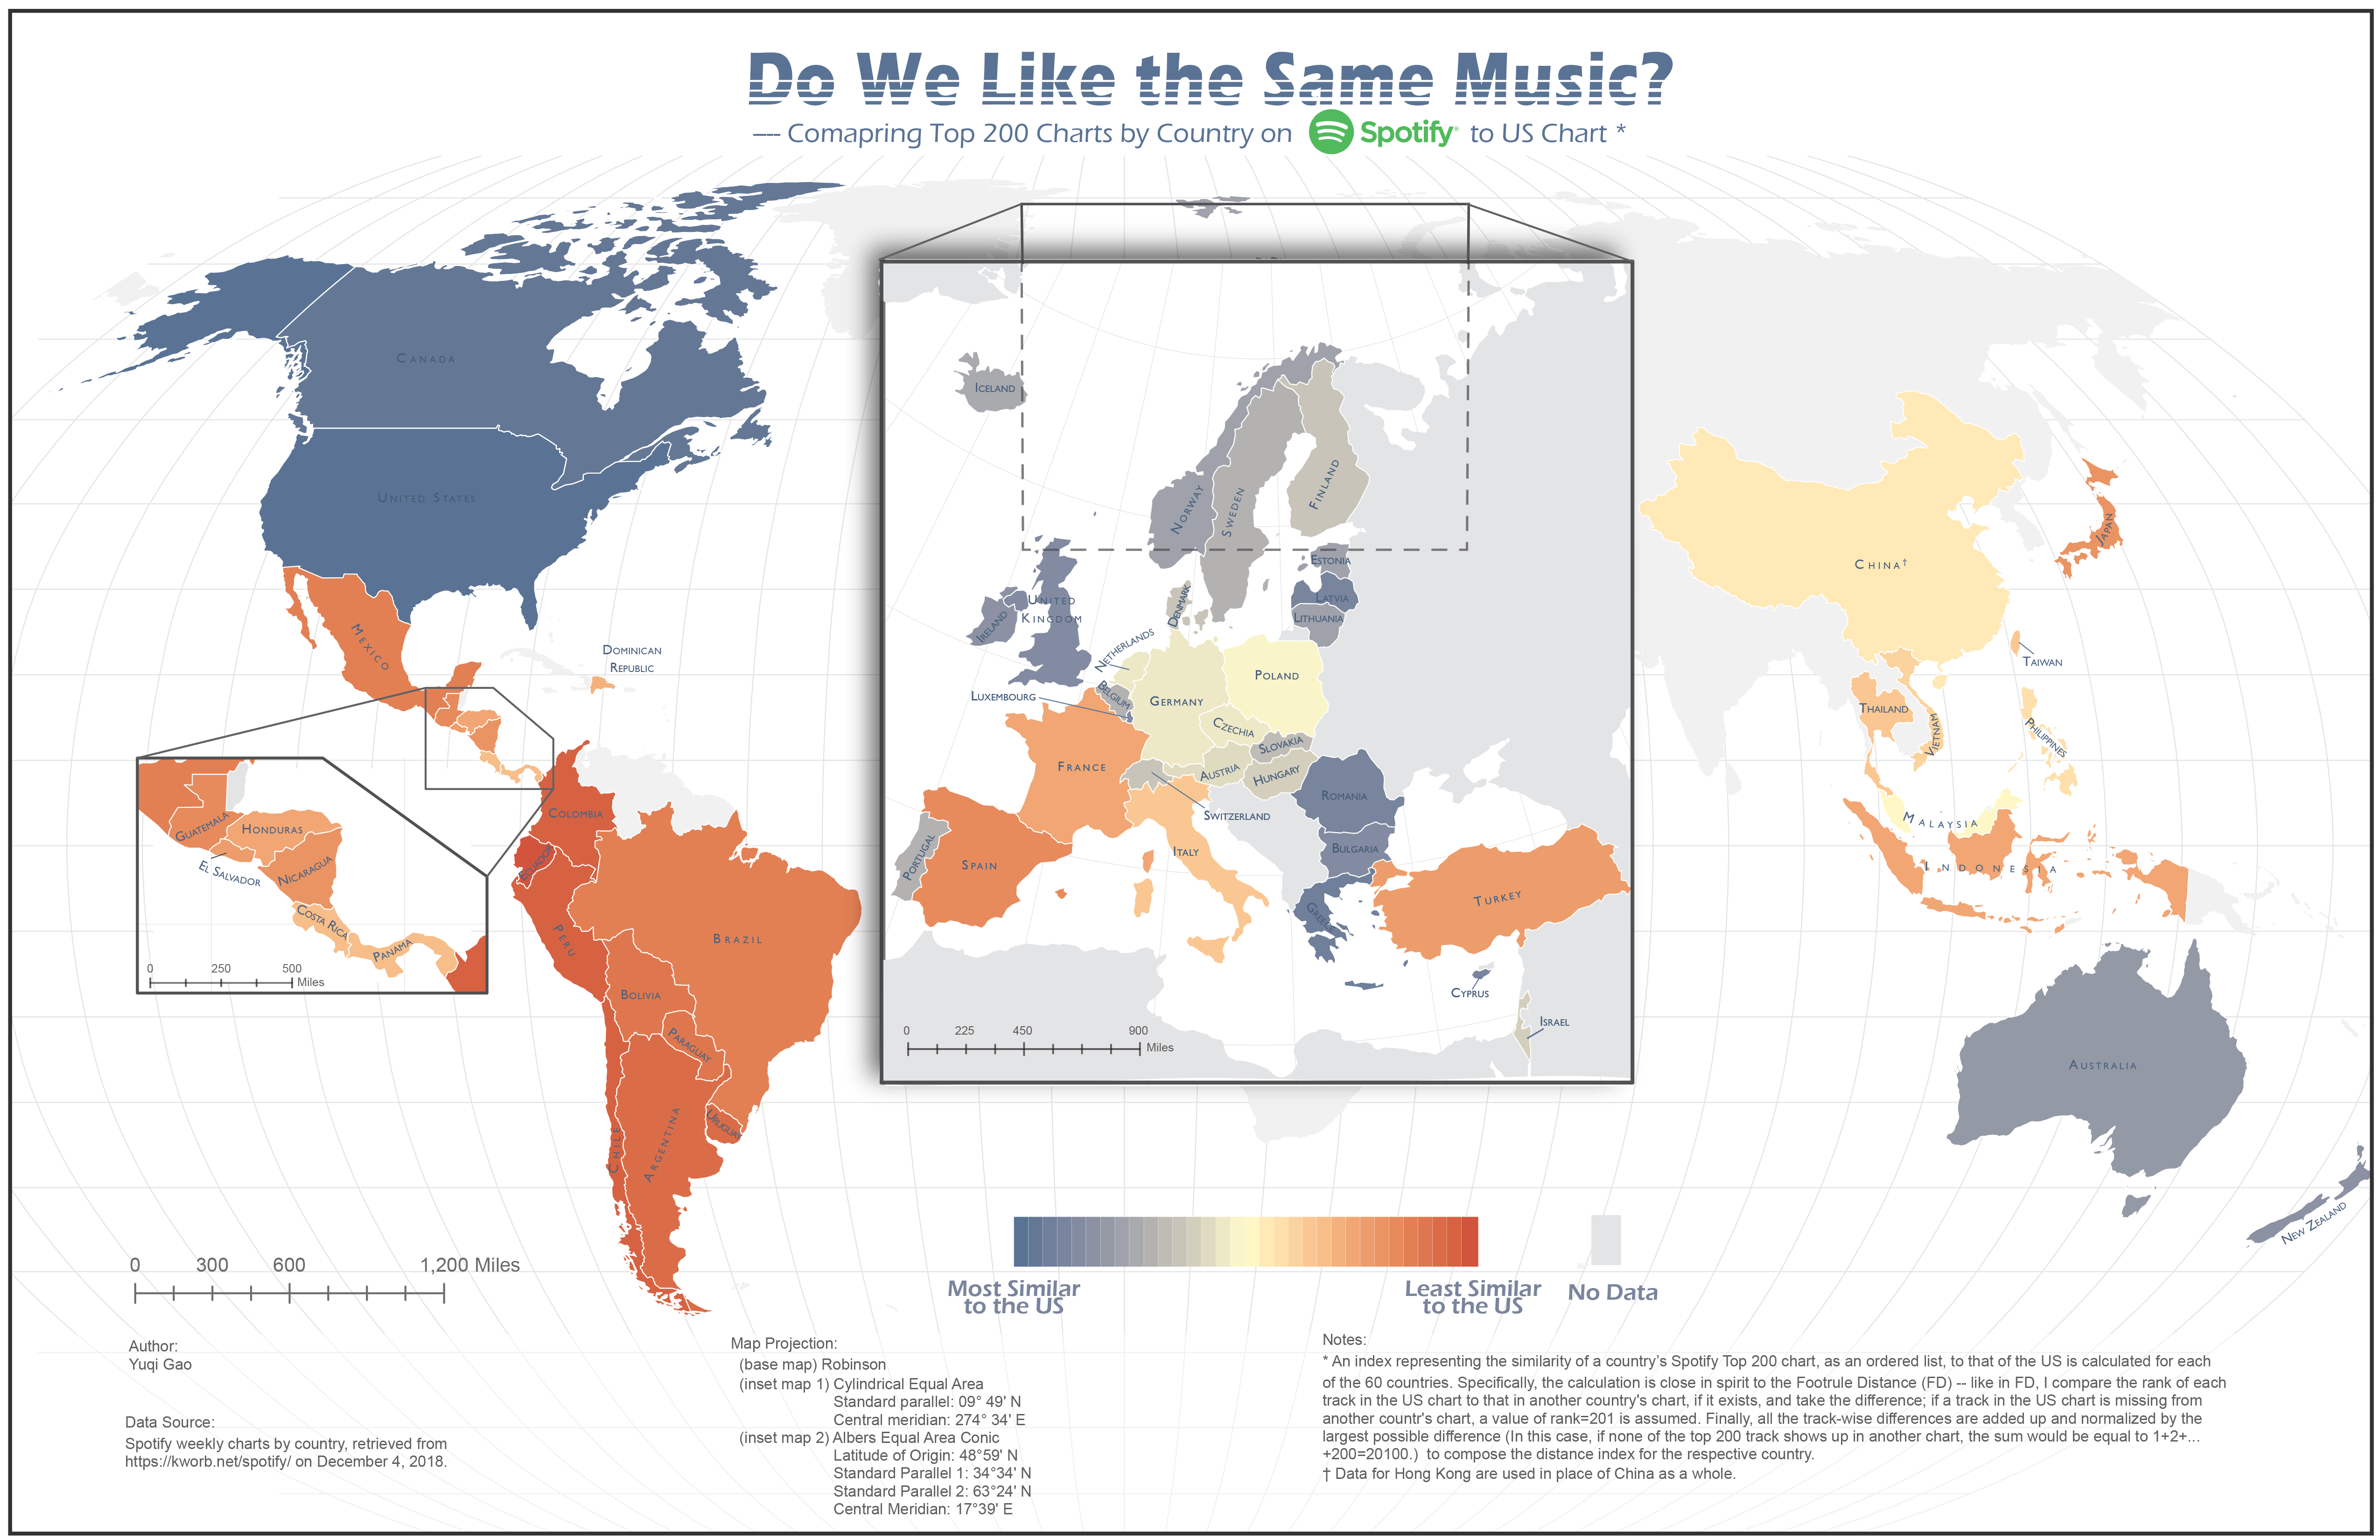 Do We Like the Same Music?
--- Comapring Top 200 Charts by Country on Spotify® to US Chart *
CANADA
UNITED STATES
MEXICO
DOMINICAN
REPUBLIC
GUATEMALA
HONDURAS
EL SALVADOR
NICARAGUA
COSTA RICA
PANAMA
0 250 500 Miles
COLOMBIA
ECUADOR
PERU
BRAZIL
BOLIVIA
PARAGUAY
URUGUAY
CHILE
ARGENTINA
ICELAND
NORWAY
SWEDEN
FINLAND
ESTONIA
LATVIA
LITHUANIA
DENMARK
UNITED
KINGDOM
IRELAND
NETHERLANDS
BELGIUM
LUXEMBOURG
GERMANY
POLAND
CZECHIA
SLOVAKIA
AUSTRIA
HUNGARY
FRANCE
SWITZERLAND
ROMANIA
BULGARIA
ITALY
PORTUGAL
SPAIN
GREECE
TURKEY
CYPRUS
ISRAEL
0 225 450 900 Miles
CHINA†
JAPAN
TAIWAN
THAILAND
VIETNAM
PHILIPPINES
MALAYSIA
INDONESIA
AUSTRALIA
NEW ZEALAND
0 300 600 1,200 Miles
Most Similar
to the US
Least Similar
to the US
No Data
Author:
Yuqi Gao
Data Source:
Spotify weekly charts by country, retrieved from
https://kworb.net/spotify/ on December 4, 2018.
Map Projection:
(base map) Robinson
(inset map 1) Cylindrical Equal Area
Standard parallel: 09° 49' N
Central meridian: 274° 34' E
(inset map 2) Albers Equal Area Conic
Latitude of Origin: 48°59' N
Standard Parallel 1: 34°34' N
Standard Parallel 2: 63°24' N
Central Meridian: 17°39' E
Notes:
* An index representing the similarity of a country's Spotify Top 200 chart, as an ordered list, to that of the US is calculated for each
of the 60 countries. Specifically, the calculation is close in spirit to the Footrule Distance (FD) -- like in FD, I compare the rank of each
track in the US chart to that in another country's chart, if it exists, and take the difference; if a track in the US chart is missing from
another countr's chart, a value of rank=201 is assumed. Finally, all the track-wise differences are added up and normalized by the
largest possible difference (In this case, if none of the top 200 track shows up in another chart, the sum would be equal to 1+2+...
+200=20100.) to compose the distance index for the respective country.
† Data for Hong Kong are used in place of China as a whole.